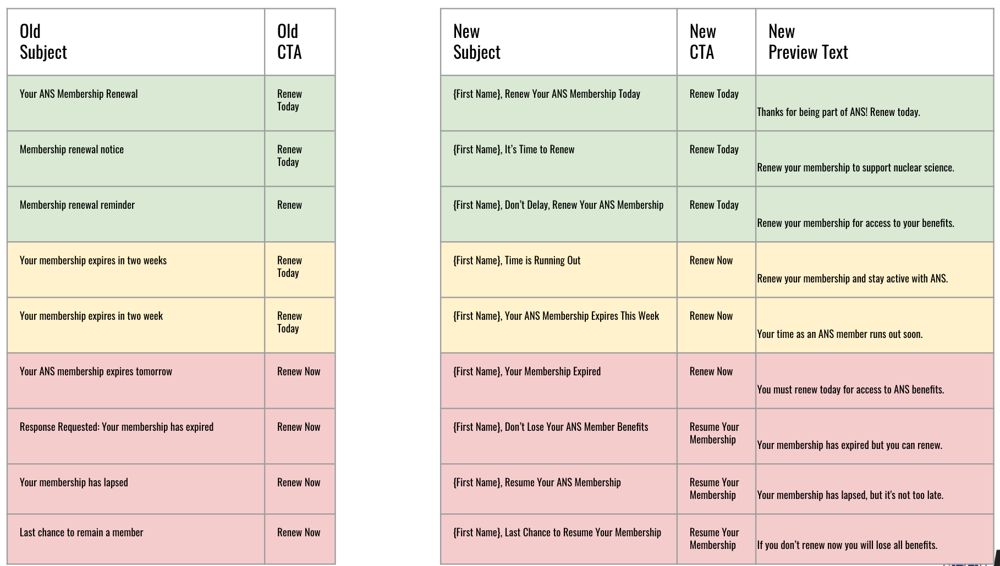 Old
Subject
Old
CTA
Your ANS Membership Renewal
Renew
Today
Membership renewal notice
Renew
Today
Membership renewal reminder
Renew
Your membership expires in two weeks
Renew
Today
Your membership expires in two week
Renew
Today
Your ANS membership expires tomorrow
Renew Now
Response Requested: Your membership has expired
Renew Now
Your membership has lapsed
Renew Now
Last chance to remain a member
Renew Now
New
Subject
New
CTA
New
Preview Text
{First Name}, Renew Your ANS Membership Today
Renew Today
Thanks for being part of ANS! Renew today.
{First Name}, It’s Time to Renew
Renew Today
Renew your membership to support nuclear science.
{First Name}, Don’t Delay, Renew Your ANS Membership
Renew Today
Renew your membership for access to your benefits.
{First Name}, Time is Running Out
Renew Now
Renew your membership and stay active with ANS.
{First Name}, Your ANS Membership Expires This Week
Renew Now
Your time as an ANS member runs out soon.
{First Name}, Your Membership Expired
Renew Now
You must renew today for access to ANS benefits.
{First Name}, Don’t Lose Your ANS Member Benefits
Resume Your
Membership
Your membership has expired but you can renew.
{First Name}, Resume Your ANS Membership
Resume Your
Membership
Your membership has lapsed, but it's not too late.
{First Name}, Last Chance to Resume Your Membership
Resume Your
Membership
If you don’t renew now you will lose all benefits.